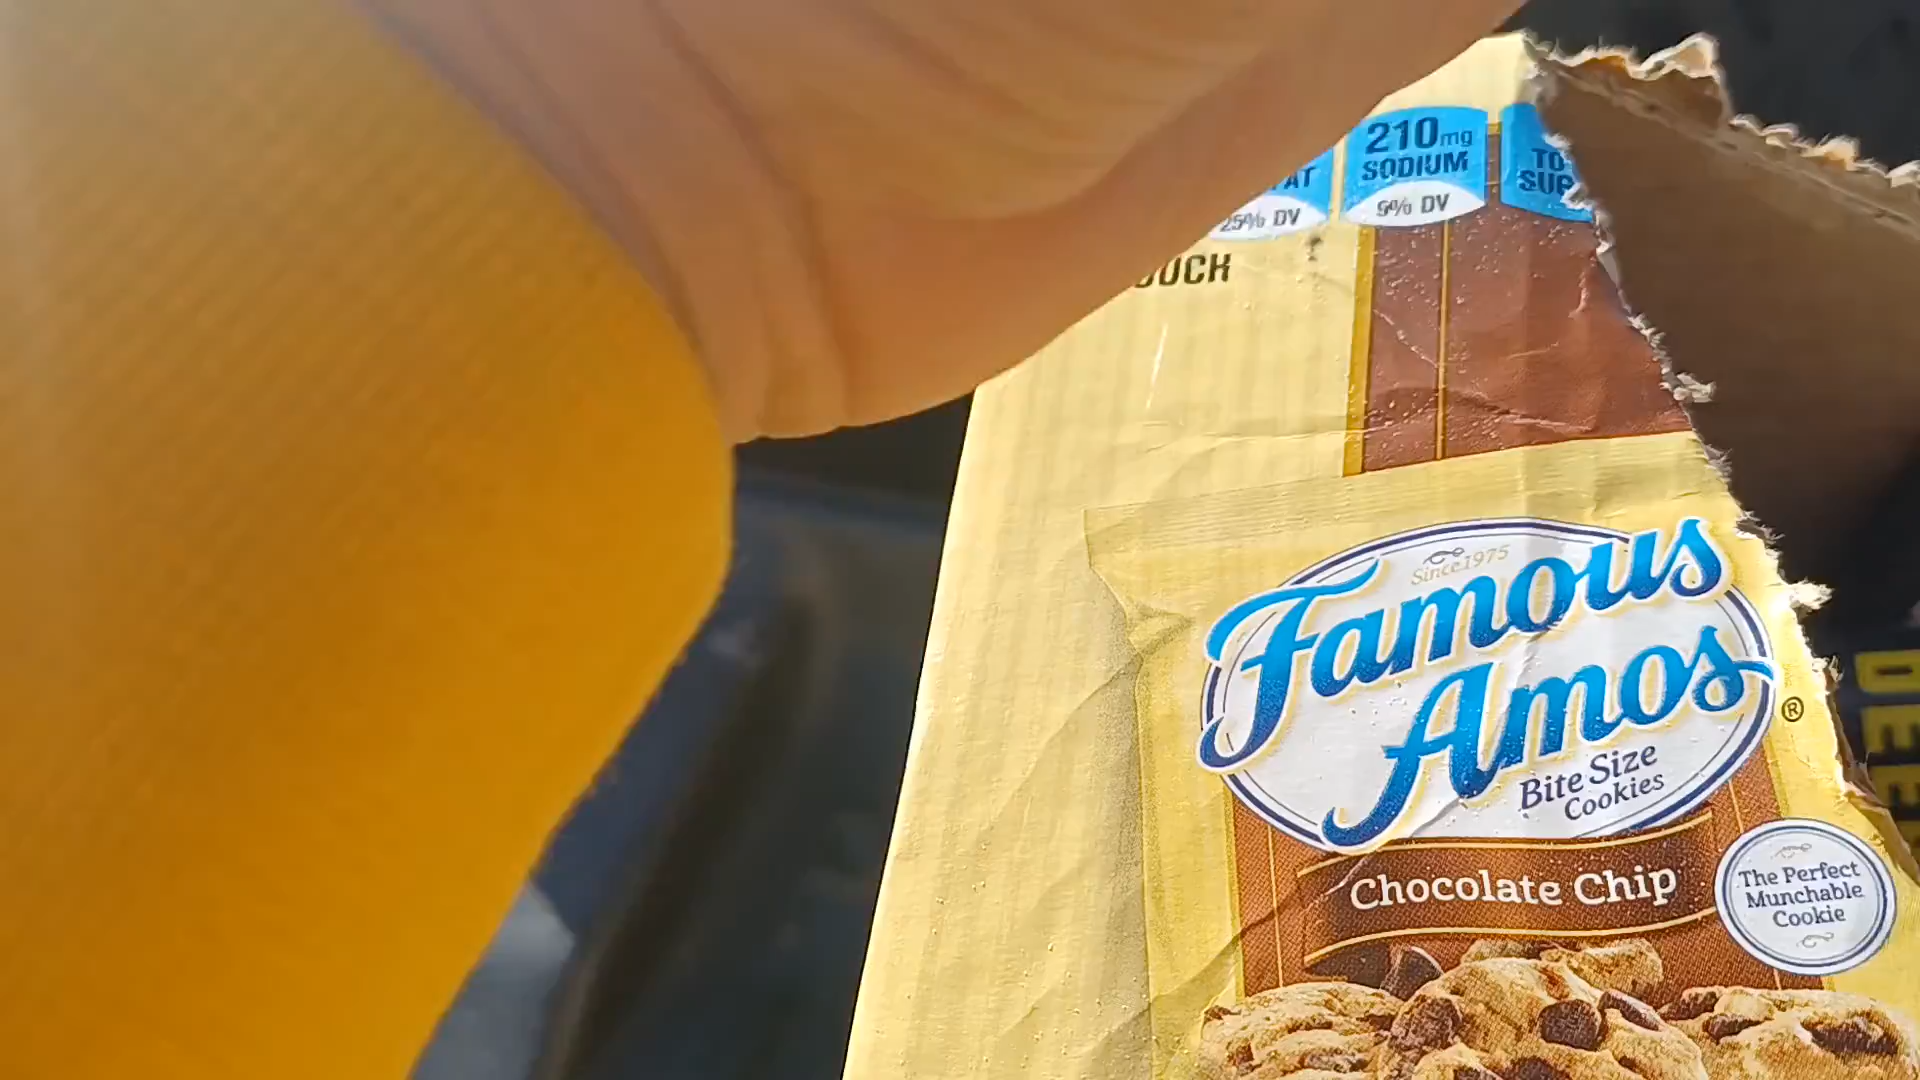 210mg
SODIUM
9% DV
25% DV
Since 1975
Famous
Amos
®
Bite Size
Cookies
Chocolate Chip
The Perfect
Munchable
Cookie